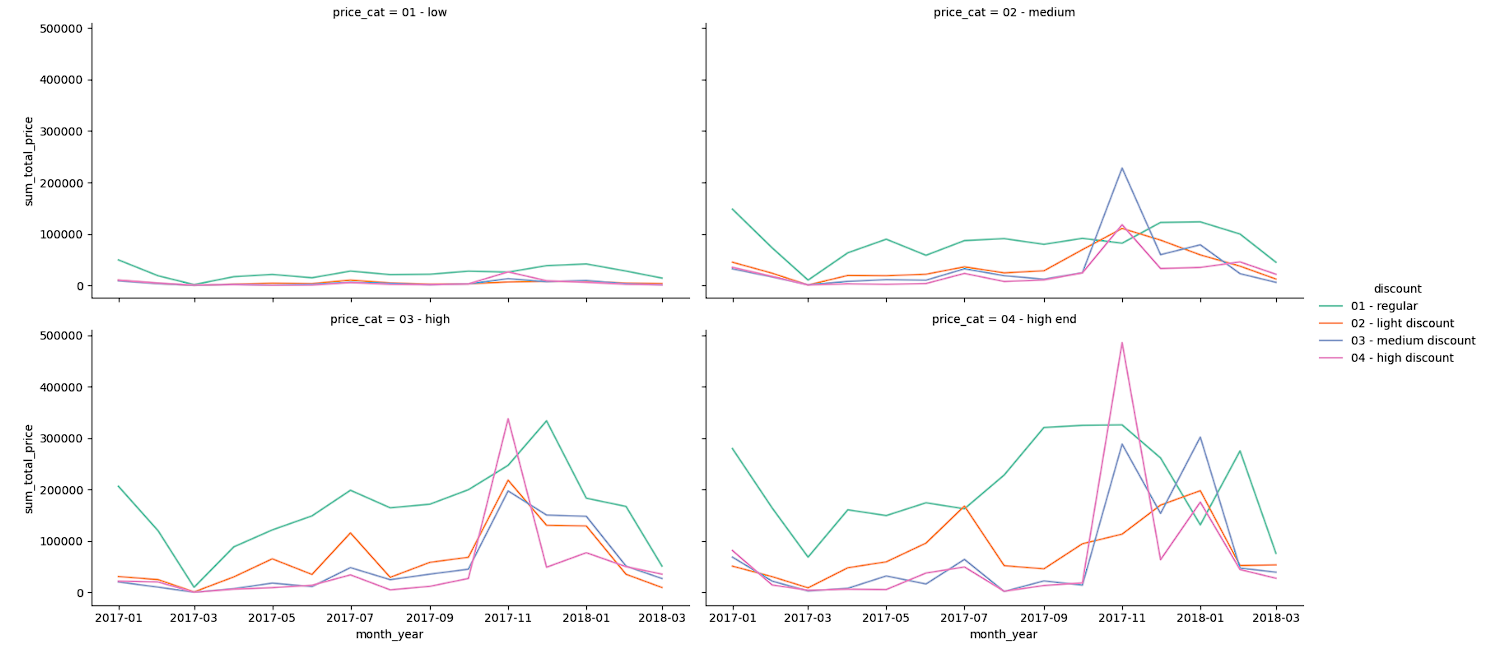 price_cat = 01 - low
price_cat = 02 - medium
500000
400000
300000
200000
100000
0
sum_total_price
price_cat = 03 - high
price_cat = 04 - high end
500000
400000
300000
200000
100000
0
sum_total_price
2017-01 2017-03 2017-05 2017-07 2017-09 2017-11 2018-01 2018-03
month_year
2017-01 2017-03 2017-05 2017-07 2017-09 2017-11 2018-01 2018-03
month_year
discount
01 - regular
02 - light discount
03 - medium discount
04 - high discount